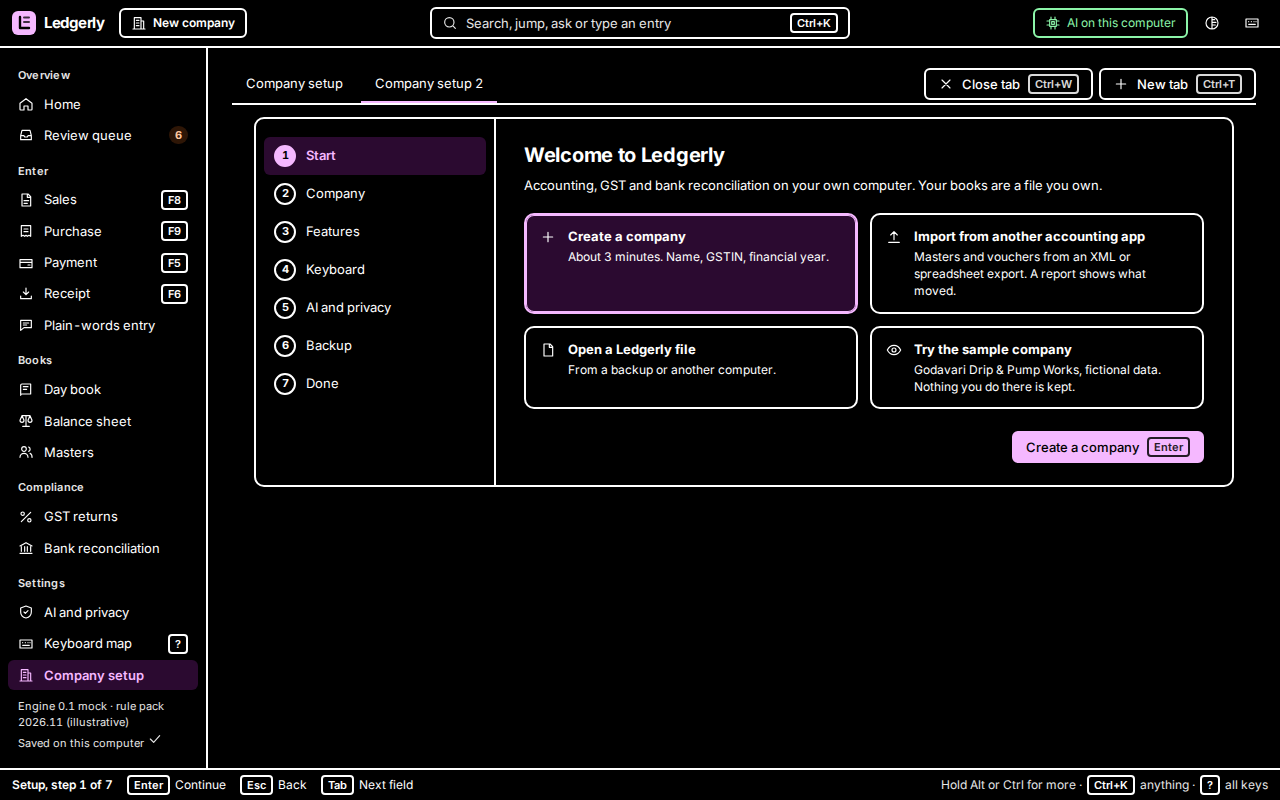 Ledgerly
New company
Search, jump, ask or type an entry
Ctrl+K
AI on this computer
Overview
Home
Review queue
6
Enter
Sales
F8
Purchase
F9
Payment
F5
Receipt
F6
Plain-words entry
Books
Day book
Balance sheet
Masters
Compliance
GST returns
Bank reconciliation
Settings
AI and privacy
Keyboard map
?
Company setup
Engine 0.1 mock · rule pack
2026.11 (illustrative)
Saved on this computer
Company setup
Company setup 2
Close tab
Ctrl+W
New tab
Ctrl+T
1
Start
2
Company
3
Features
4
Keyboard
5
AI and privacy
6
Backup
7
Done
Welcome to Ledgerly
Accounting, GST and bank reconciliation on your own computer. Your books are a file you own.
Create a company
About 3 minutes. Name, GSTIN, financial year.
Import from another accounting app
Masters and vouchers from an XML or
spreadsheet export. A report shows what
moved.
Open a Ledgerly file
From a backup or another computer.
Try the sample company
Godavari Drip & Pump Works, fictional data.
Nothing you do there is kept.
Create a company
Enter
Setup, step 1 of 7
Enter
Continue
Esc
Back
Tab
Next field
Hold Alt or Ctrl for more ·
Ctrl+K
anything ·
?
all keys